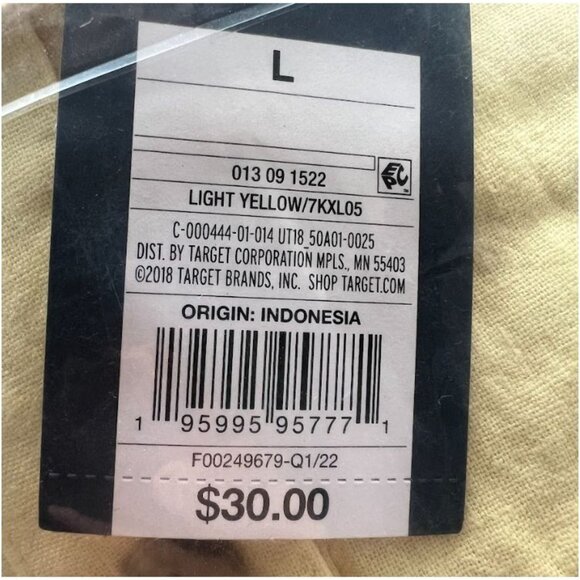 L
013 09 1522
EPC
LIGHT YELLOW/7KXL05
C-000444-01-014 UT18_50A01-0025
DIST. BY TARGET CORPORATION MPLS., MN 55403
©2018 TARGET BRANDS, INC. SHOP TARGET.COM
ORIGIN: INDONESIA
1 95995 95777 1
F00249679-Q1/22
$30.00